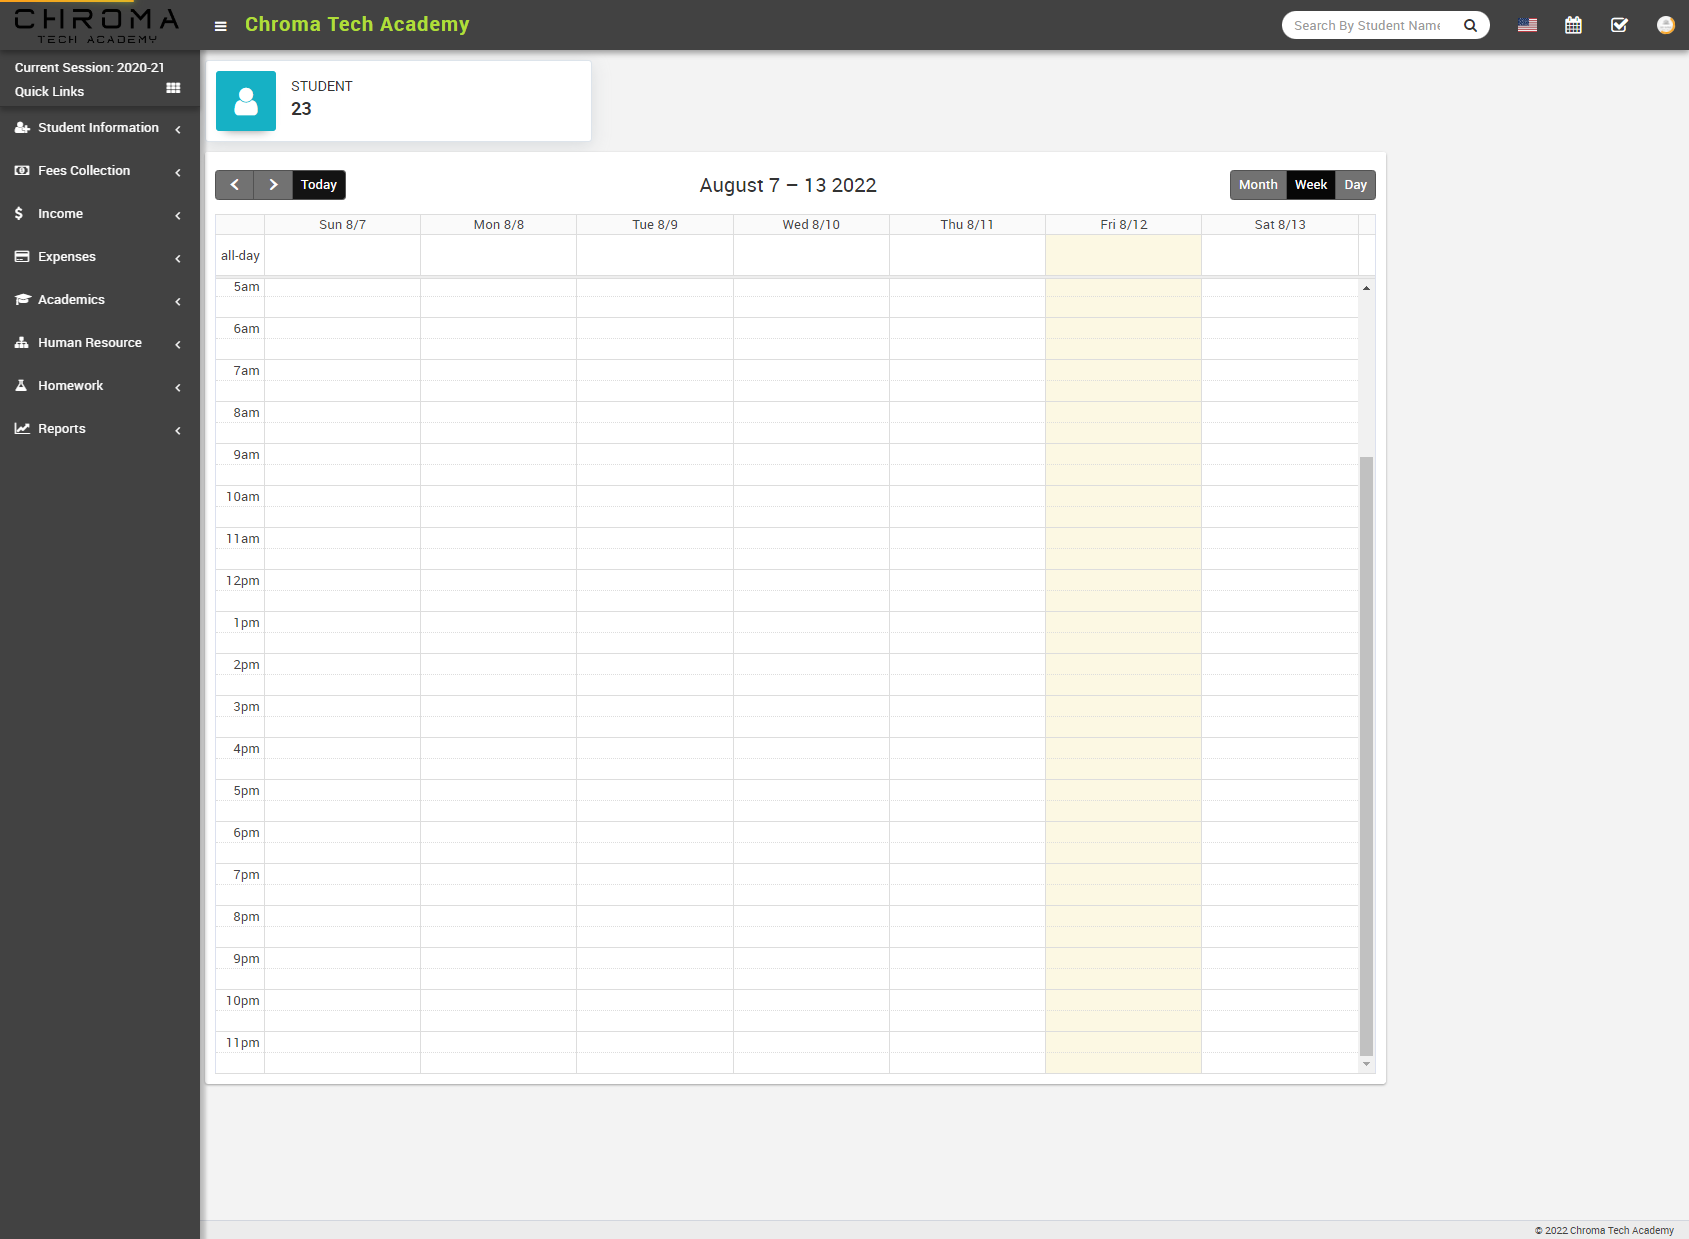 CHROMA
TECH ACADEMY
Chroma Tech Academy
Search By Student Name
Current Session: 2020-21
Quick Links
Student Information
Fees Collection
Income
Expenses
Academics
Human Resource
Homework
Reports
STUDENT
23
Today
August 7 – 13 2022
Month Week Day
Sun 8/7 Mon 8/8 Tue 8/9 Wed 8/10 Thu 8/11 Fri 8/12 Sat 8/13
all-day
5am
6am
7am
8am
9am
10am
11am
12pm
1pm
2pm
3pm
4pm
5pm
6pm
7pm
8pm
9pm
10pm
11pm
© 2022 Chroma Tech Academy